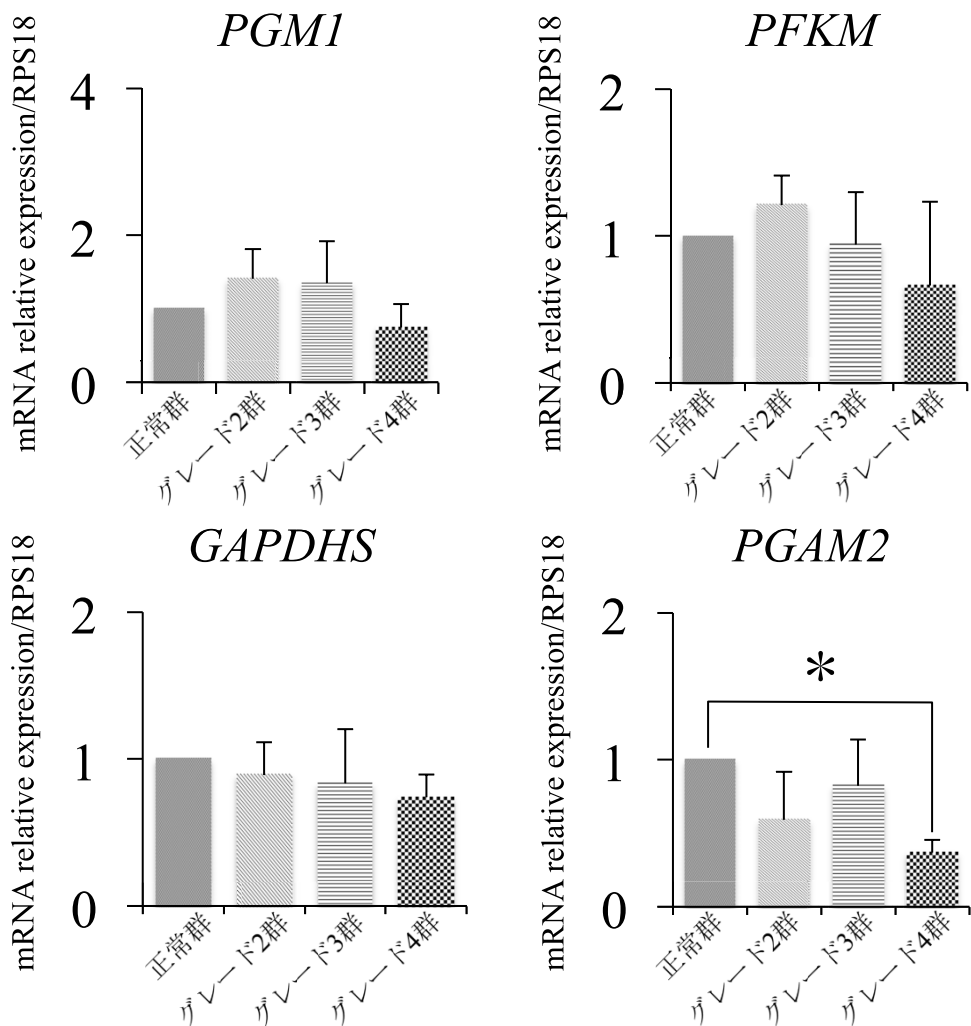 PGM1
mRNA relative expression/RPS18
4
2
0
正常群
グレード2群
グレード3群
グレード4群
PFKM
mRNA relative expression/RPS18
2
1
0
正常群
グレード2群
グレード3群
グレード4群
GAPDHS
mRNA relative expression/RPS18
2
1
0
正常群
グレード2群
グレード3群
グレード4群
PGAM2
mRNA relative expression/RPS18
2
*
1
0
正常群
グレード2群
グレード3群
グレード4群